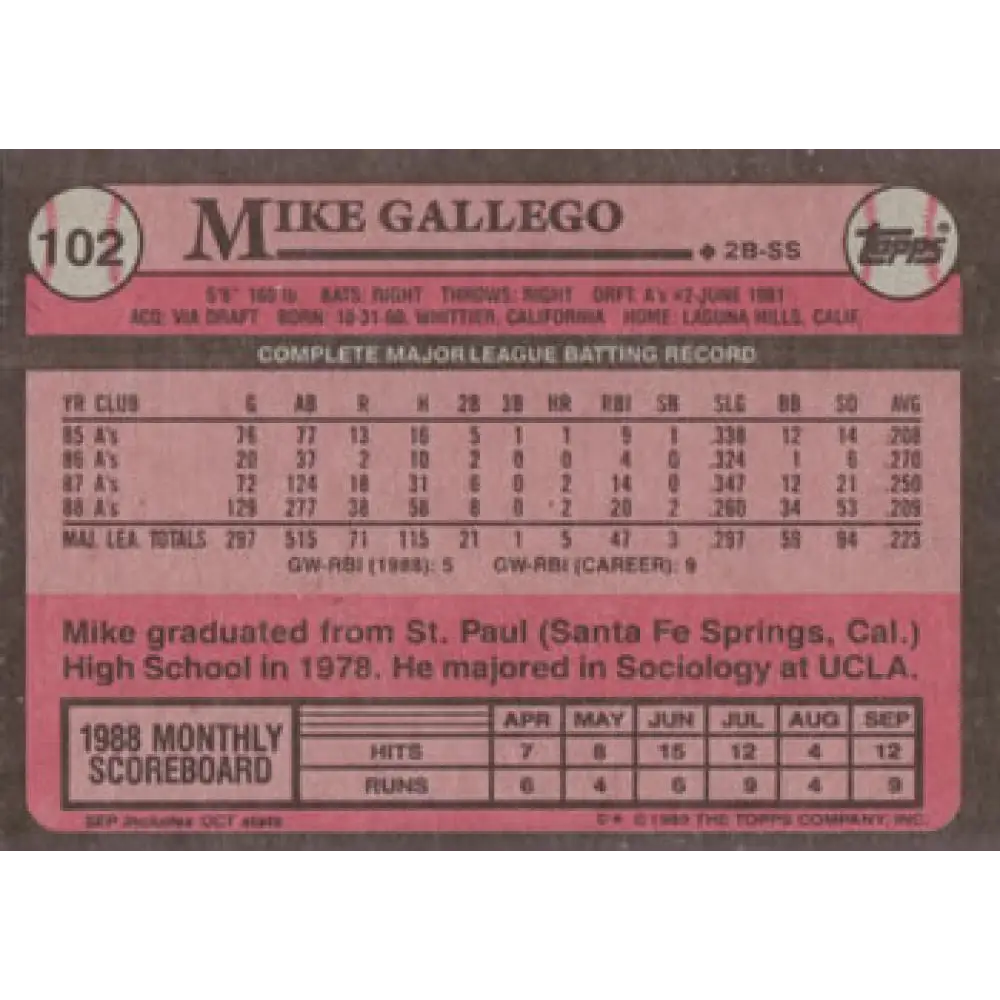 102
MIKE GALLEGO
2B-SS
TOPPS®
5'8" 160 lb. BATS: RIGHT THROWS: RIGHT DRFT: A's #2-JUNE 1981
ACQ: VIA DRAFT BORN: 10-31-60, WHITTIER, CALIFORNIA HOME: LAGUNA HILLS, CALIF.
COMPLETE MAJOR LEAGUE BATTING RECORD
YR CLUB G AB R H 2B 3B HR RBI SB SLG BB SO AVG
85 A's 76 77 13 16 5 1 1 9 1 .338 12 14 .208
86 A's 20 37 2 10 2 0 0 4 0 .324 1 6 .270
87 A's 72 124 18 31 6 0 2 14 0 .347 12 21 .250
88 A's 129 277 38 58 8 0 2 20 2 .260 34 53 .209
MAJ. LEA. TOTALS 297 515 71 115 21 1 5 47 3 .297 59 94 .223
GW-RBI (1988): 5 GW-RBI (CAREER): 9
Mike graduated from St. Paul (Santa Fe Springs, Cal.)
High School in 1978. He majored in Sociology at UCLA.
1988 MONTHLY SCOREBOARD
APR MAY JUN JUL AUG SEP
HITS 7 8 15 12 4 12
RUNS 6 4 6 9 4 9
SEP includes OCT stats
© 1989 THE TOPPS COMPANY, INC.